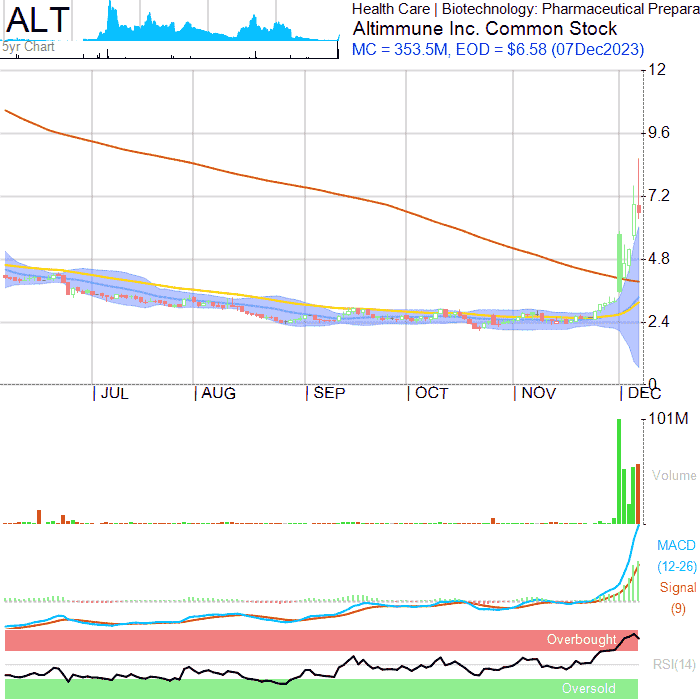 ALT
5yr Chart
Health Care | Biotechnology: Pharmaceutical Prepara
Altimmune Inc. Common Stock
MC = 353.5M, EOD = $6.58 (07Dec2023)
12
9.6
7.2
4.8
2.4
0
JUL AUG SEP OCT NOV DEC
101M
Volume
MACD
(12-26)
Signal
(9)
Overbought
RSI(14)
Oversold